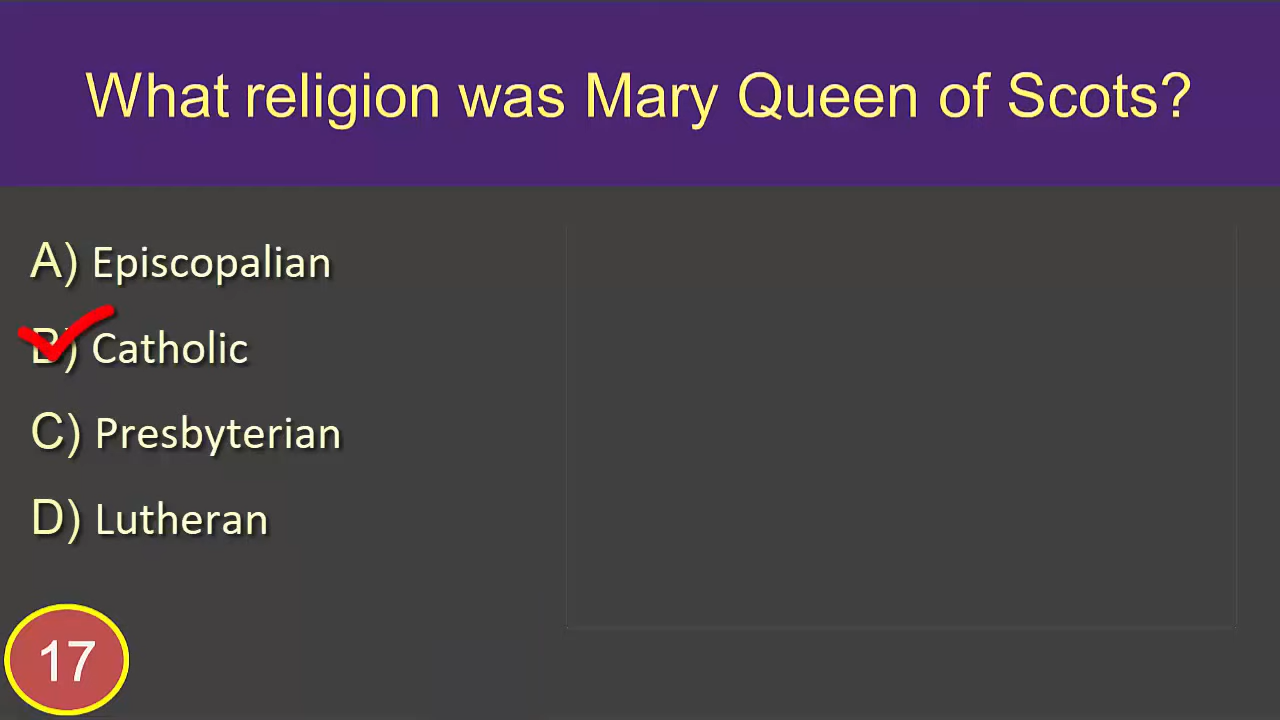 What religion was Mary Queen of Scots?
A) Episcopalian
B) Catholic
C) Presbyterian
D) Lutheran
17